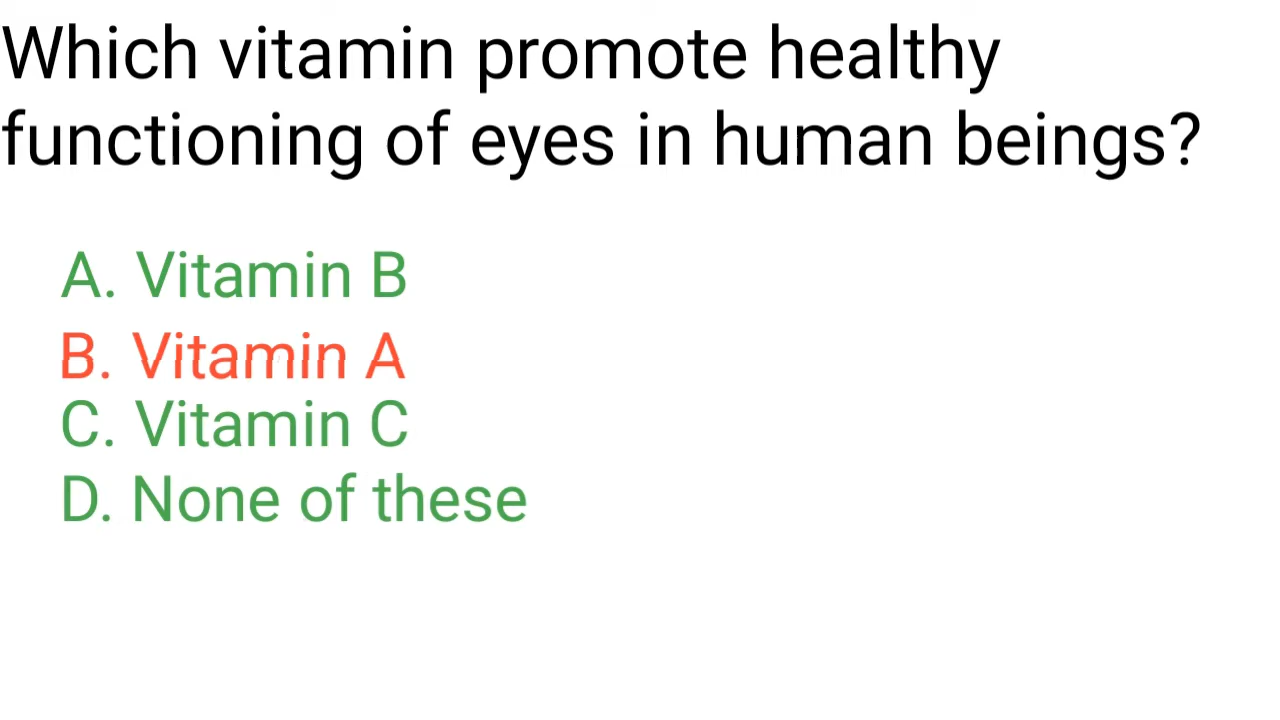 Which vitamin promote healthy
functioning of eyes in human beings?
A. Vitamin B
B. Vitamin A
C. Vitamin C
D. None of these